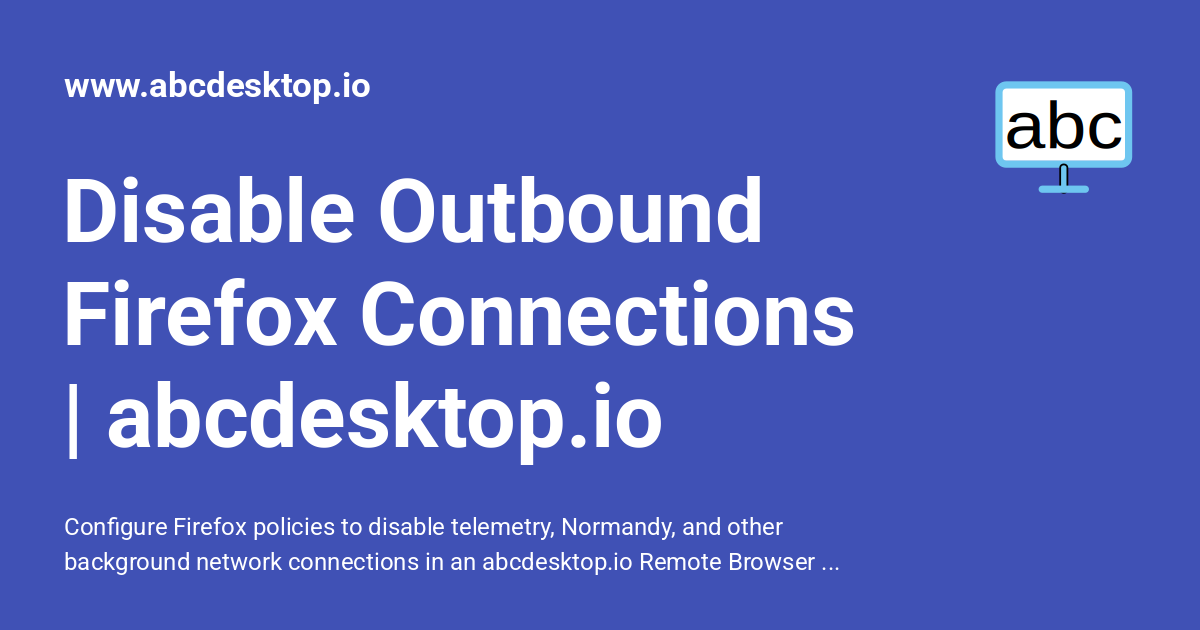 www.abcdesktop.io
abc
Disable Outbound
Firefox Connections
| abcdesktop.io
Configure Firefox policies to disable telemetry, Normandy, and other
background network connections in an abcdesktop.io Remote Browser ...